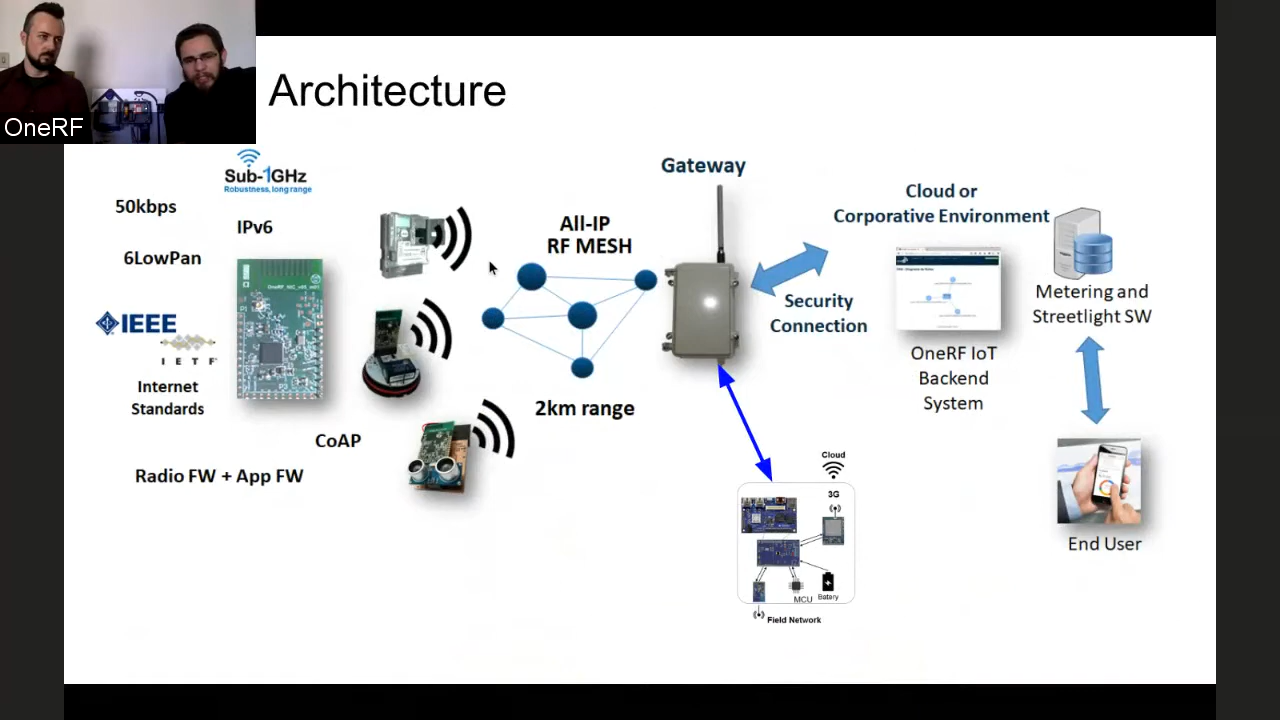 OneRF
Architecture
Sub-1GHz
Robustness, long range
50kbps
IPv6
6LowPan
IEEE
I E T F
Internet
Standards
CoAP
Radio FW + App FW
All-IP
RF MESH
2km range
Gateway
Security
Connection
Cloud or
Corporative Environment
OneRF IoT
Backend
System
Metering and
Streetlight SW
End User
Cloud
3G
MCU
Batery
Field Network